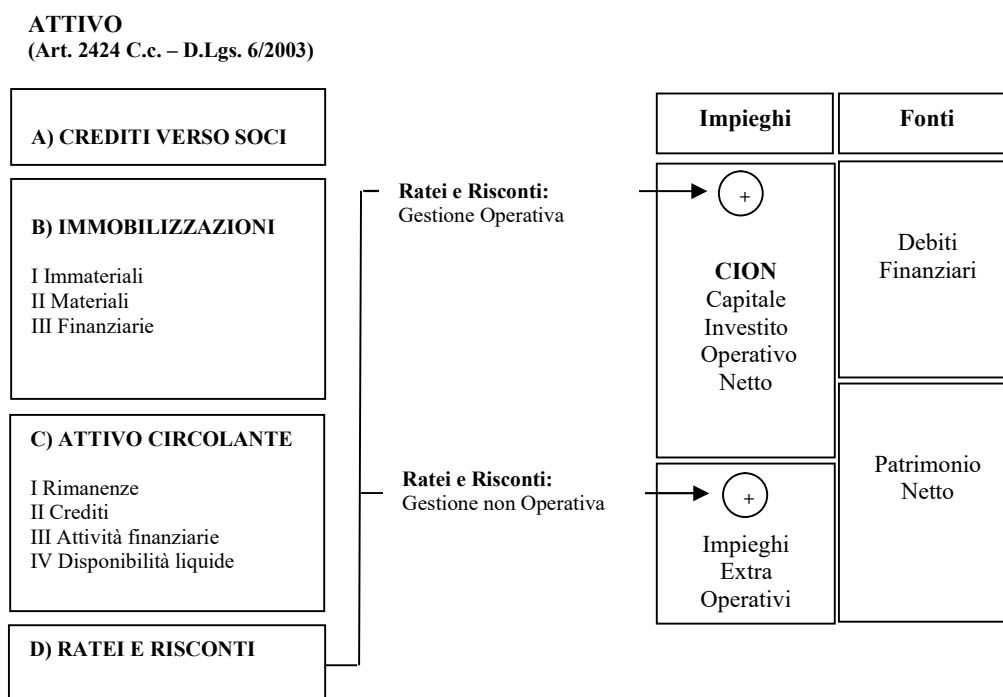 ATTIVO
(Art. 2424 C.c. – D.Lgs. 6/2003)
A) CREDITI VERSO SOCI
B) IMMOBILIZZAZIONI
I Immateriali
II Materiali
III Finanziarie
C) ATTIVO CIRCOLANTE
I Rimanenze
II Crediti
III Attività finanziarie
IV Disponibilità liquide
D) RATEI E RISCONTI
Ratei e Risconti:
Gestione Operativa
Ratei e Risconti:
Gestione non Operativa
Impieghi
+
CION
Capitale
Investito
Operativo
Netto
+
Impieghi
Extra
Operativi
Fonti
Debiti
Finanziari
Patrimonio
Netto